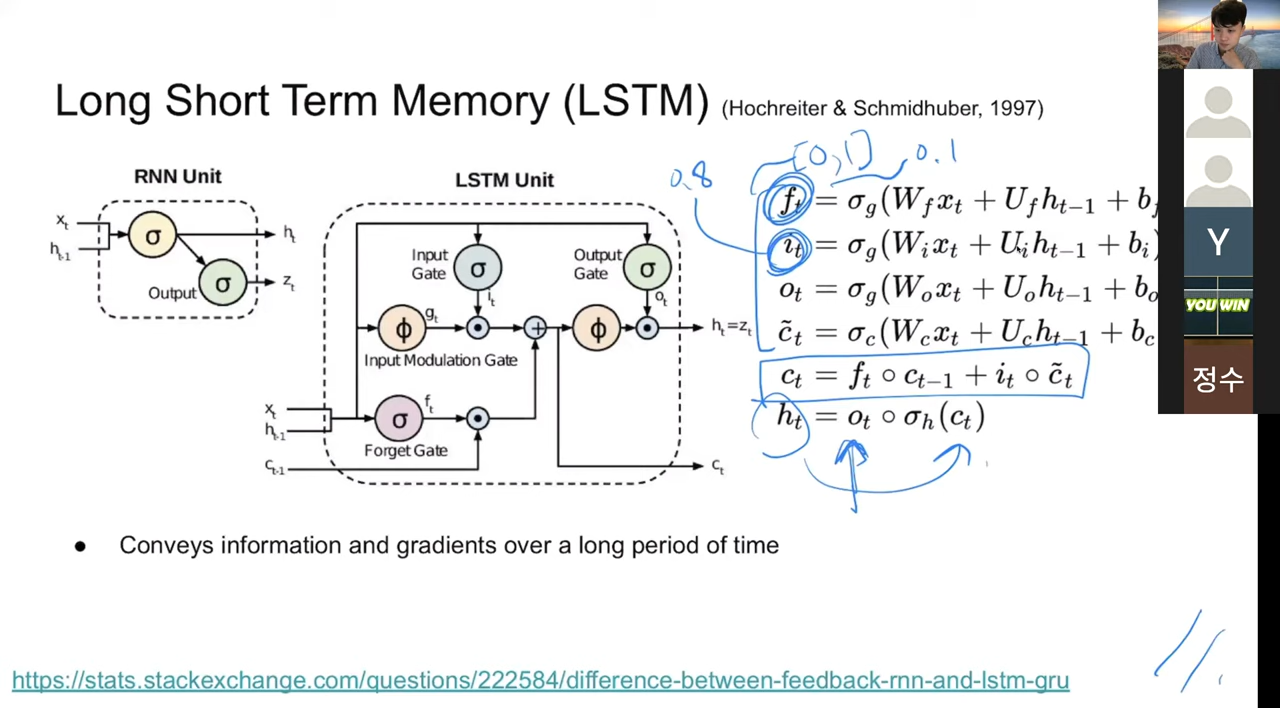 Long Short Term Memory (LSTM) (Hochreiter & Schmidhuber, 1997)
RNN Unit
x_t
h_{t-1}
σ
h_t
Output
σ
z_t
LSTM Unit
Input
Gate
σ
i_t
Output
Gate
σ
o_t
ϕ
g_t
+
ϕ
h_t=z_t
Input Modulation Gate
x_t
h_{t-1}
σ
f_t
Forget Gate
c_{t-1}
c_t
[0,1]
0.1
0.8
f_t = σ_g(W_f x_t + U_f h_{t-1} + b_f
i_t = σ_g(W_i x_t + U_i h_{t-1} + b_i)
o_t = σ_g(W_o x_t + U_o h_{t-1} + b_o
c̃_t = σ_c(W_c x_t + U_c h_{t-1} + b_c
c_t = f_t ∘ c_{t-1} + i_t ∘ c̃_t
h_t = o_t ∘ σ_h(c_t)
● Conveys information and gradients over a long period of time
https://stats.stackexchange.com/questions/222584/difference-between-feedback-rnn-and-lstm-gru
Y
YOU WIN
정수